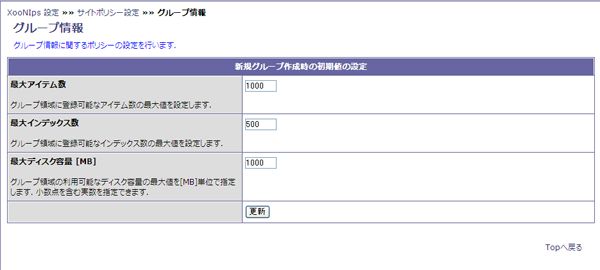 XooNIps 設定 »» サイトポリシー設定 »» グループ情報
グループ情報
グループ情報に関するポリシーの設定を行います.
新規グループ作成時の初期値の設定
最大アイテム数
1000
グループ領域に登録可能なアイテム数の最大値を設定します.
最大インデックス数
500
グループ領域に登録可能なインデックス数の最大値を設定します.
最大ディスク容量 [MB]
1000
グループ領域の利用可能なディスク容量の最大値を[MB]単位で指定
します. 小数点を含む実数を指定できます.
更新
Topへ戻る